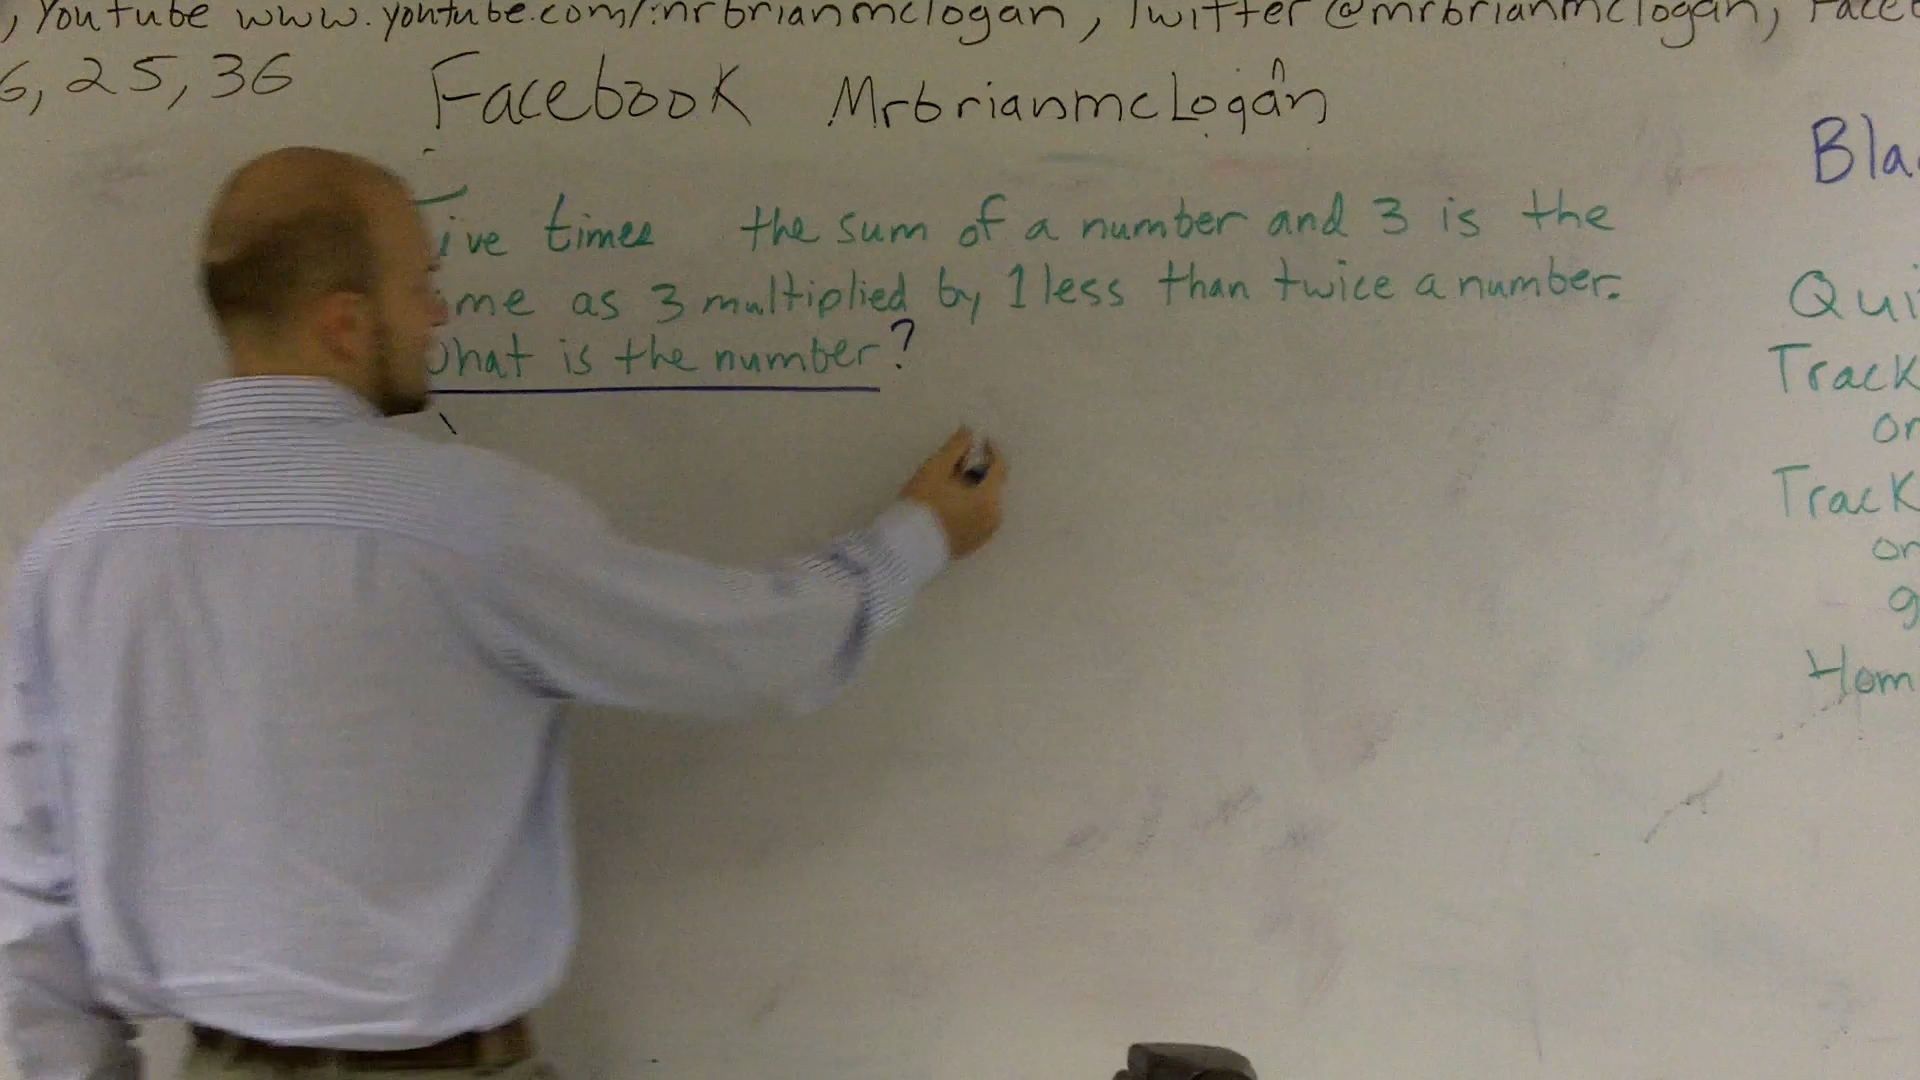 , YouTube www.youtube.com/mrbrianmclogan, Twitter @mrbrianmclogan, Faceb
6, 25, 36 Facebook MrbrianmcLogan
Five times the sum of a number and 3 is the
me as 3 multiplied by 1 less than twice a number.
What is the number?
Bla
Qui
Track
on
Track
on
g
Hom